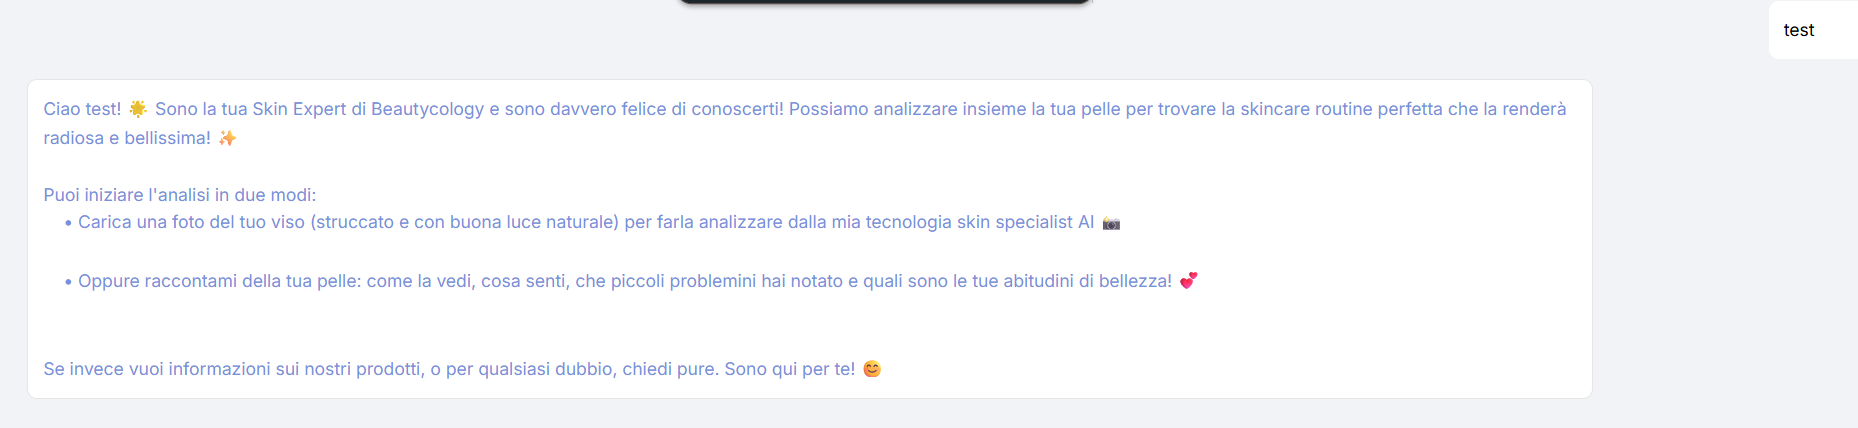 test
Ciao test! 🌟 Sono la tua Skin Expert di Beautycology e sono davvero felice di conoscerti! Possiamo analizzare insieme la tua pelle per trovare la skincare routine perfetta che la renderà
radiosa e bellissima! ✨
Puoi iniziare l'analisi in due modi:
• Carica una foto del tuo viso (struccato e con buona luce naturale) per farla analizzare dalla mia tecnologia skin specialist AI 📸
• Oppure raccontami della tua pelle: come la vedi, cosa senti, che piccoli problemini hai notato e quali sono le tue abitudini di bellezza! 💕
Se invece vuoi informazioni sui nostri prodotti, o per qualsiasi dubbio, chiedi pure. Sono qui per te! 😊